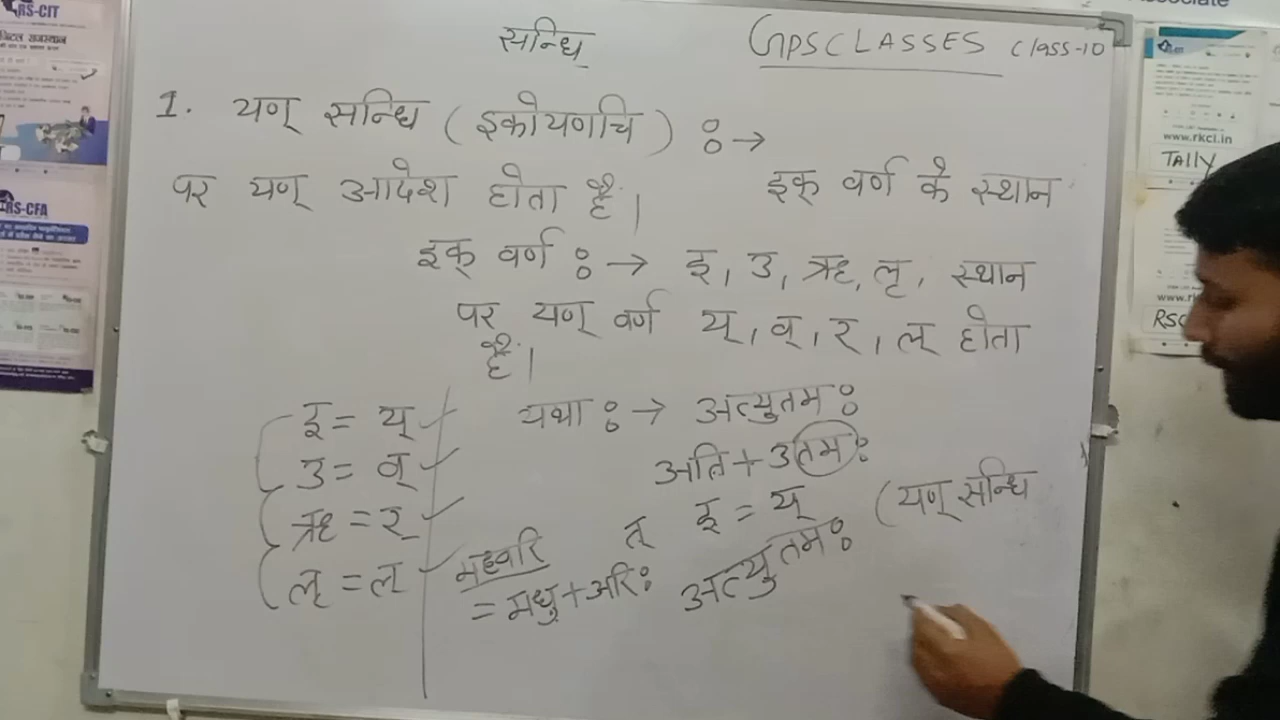 सन्धि
GPSCLASSES class-10
1. यण् सन्धि (इकोयणचि) :→
इक् वर्ण के स्थान
पर यण् आदेश होता है।
इक् वर्ण :→ इ, उ, ऋ, लृ, स्थान
पर यण् वर्ण य्, व्, र्, ल् होता
है।
इ = य्
उ = व्
ऋ = र्
लृ = ल्
यथा :→ अत्युतमः
अति+उतमः
त् इ = य् (यण् सन्धि
अत्युतमः
= मधु+अरिः
RS-CIT
RS-CFA
www.rkcl.in
TALLY